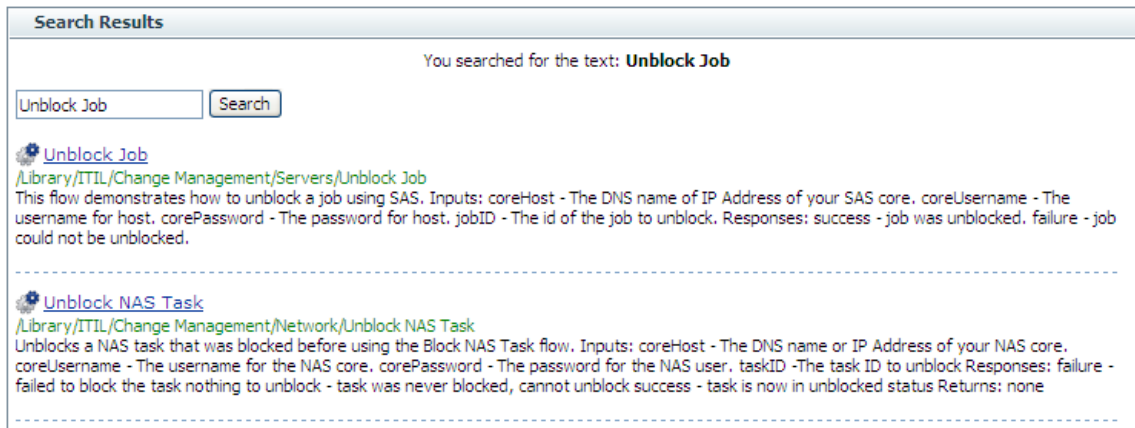 Search Results
You searched for the text: Unblock Job
Unblock Job
Search
Unblock Job
/Library/ITIL/Change Management/Servers/Unblock Job
This flow demonstrates how to unblock a job using SAS. Inputs: coreHost - The DNS name of IP Address of your SAS core. coreUsername - The
username for host. corePassword - The password for host. jobID - The id of the job to unblock. Responses: success - job was unblocked. failure - job
could not be unblocked.
Unblock NAS Task
/Library/ITIL/Change Management/Network/Unblock NAS Task
Unblocks a NAS task that was blocked before using the Block NAS Task flow. Inputs: coreHost - The DNS name or IP Address of your NAS core.
coreUsername - The username for the NAS core. corePassword - The password for the NAS user. taskID -The task ID to unblock Responses: failure -
failed to block the task nothing to unblock - task was never blocked, cannot unblock success - task is now in unblocked status Returns: none